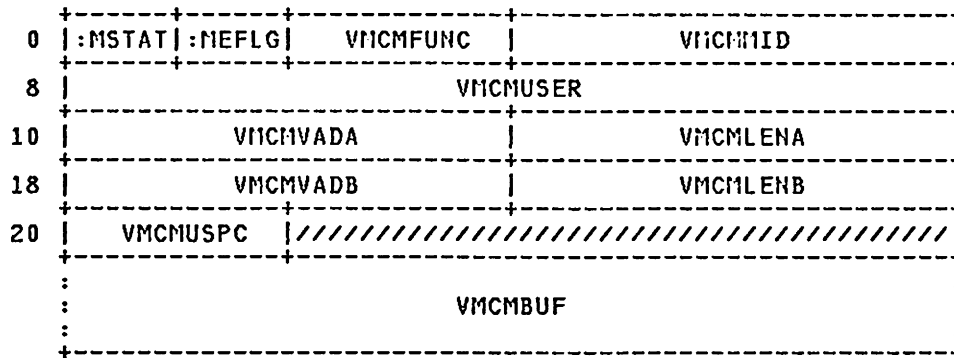 0 |:MSTAT|:MEFLG| VMCMFUNC | VMCMMID
8 | VMCMUSER
10 | VMCMVADA | VMCMLENA
18 | VMCMVADB | VMCMLENB
20 | VMCMUSPC |/////////////////////////////////////////
:
: VMCMBUF
: